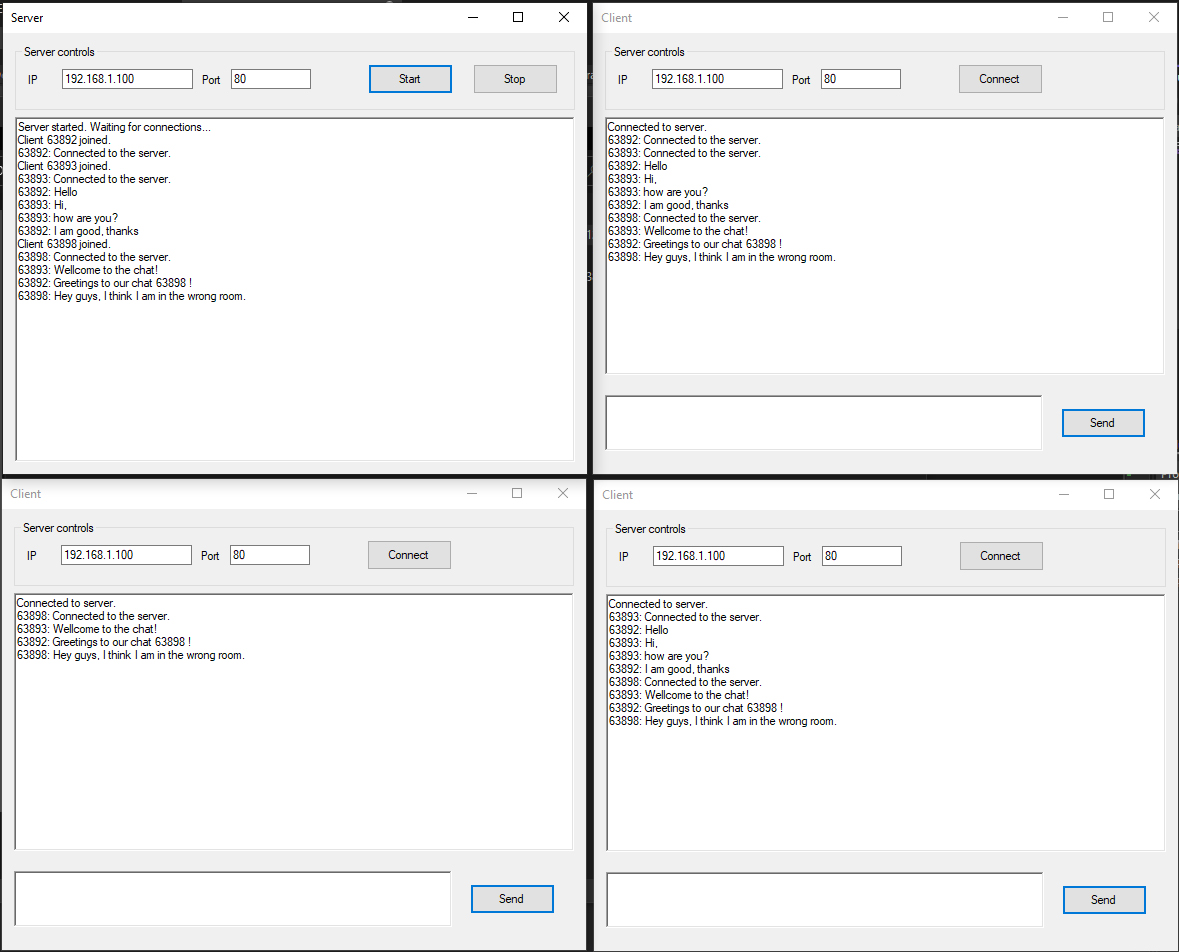 Server
Server controls
IP 192.168.1.100 Port 80 Start Stop
Server started. Waiting for connections...
Client 63892 joined.
63892: Connected to the server.
Client 63893 joined.
63893: Connected to the server.
63892: Hello
63893: Hi,
63893: how are you?
63892: I am good, thanks
Client 63898 joined.
63898: Connected to the server.
63893: Wellcome to the chat!
63892: Greetings to our chat 63898 !
63898: Hey guys, I think I am in the wrong room.
Client
Server controls
IP 192.168.1.100 Port 80 Connect
Connected to server.
63892: Connected to the server.
63893: Connected to the server.
63892: Hello
63893: Hi,
63893: how are you?
63892: I am good, thanks
63898: Connected to the server.
63893: Wellcome to the chat!
63892: Greetings to our chat 63898 !
63898: Hey guys, I think I am in the wrong room.
Send
Client
Server controls
IP 192.168.1.100 Port 80 Connect
Connected to server.
63898: Connected to the server.
63893: Wellcome to the chat!
63892: Greetings to our chat 63898 !
63898: Hey guys, I think I am in the wrong room.
Send
Client
Server controls
IP 192.168.1.100 Port 80 Connect
Connected to server.
63893: Connected to the server.
63892: Hello
63893: Hi,
63893: how are you?
63892: I am good, thanks
63898: Connected to the server.
63893: Wellcome to the chat!
63892: Greetings to our chat 63898 !
63898: Hey guys, I think I am in the wrong room.
Send